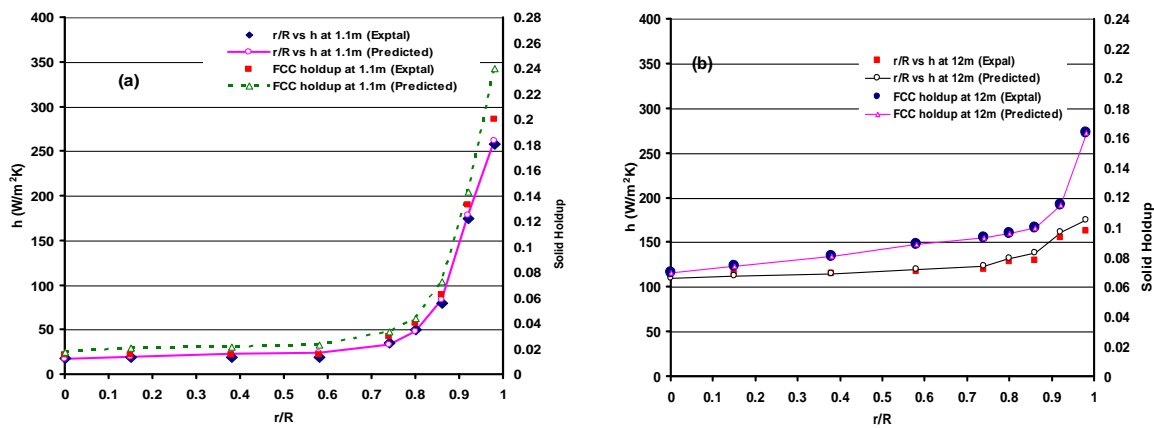 400
350
300
250
200
150
100
50
0
h (W/m²K)
(a)
r/R vs h at 1.1m (Exptal)
r/R vs h at 1.1m (Predicted)
FCC holdup at 1.1m (Exptal)
FCC holdup at 1.1m (Predicted)
0.28
0.26
0.24
0.22
0.2
0.18
0.16
0.14
0.12
0.1
0.08
0.06
0.04
0.02
0
Solid Holdup
0 0.1 0.2 0.3 0.4 0.5 0.6 0.7 0.8 0.9 1
r/R
400
350
300
250
200
150
100
50
0
h (W/m²K)
(b)
r/R vs h at 12m (Expal)
r/R vs h at 12m (Predicted)
FCC holdup at 12m (Exptal)
FCC holdup at 12m (Predicted)
0.24
0.22
0.2
0.18
0.16
0.14
0.12
0.1
0.08
0.06
0.04
0.02
0
Solid Holdup
0 0.1 0.2 0.3 0.4 0.5 0.6 0.7 0.8 0.9 1
r/R